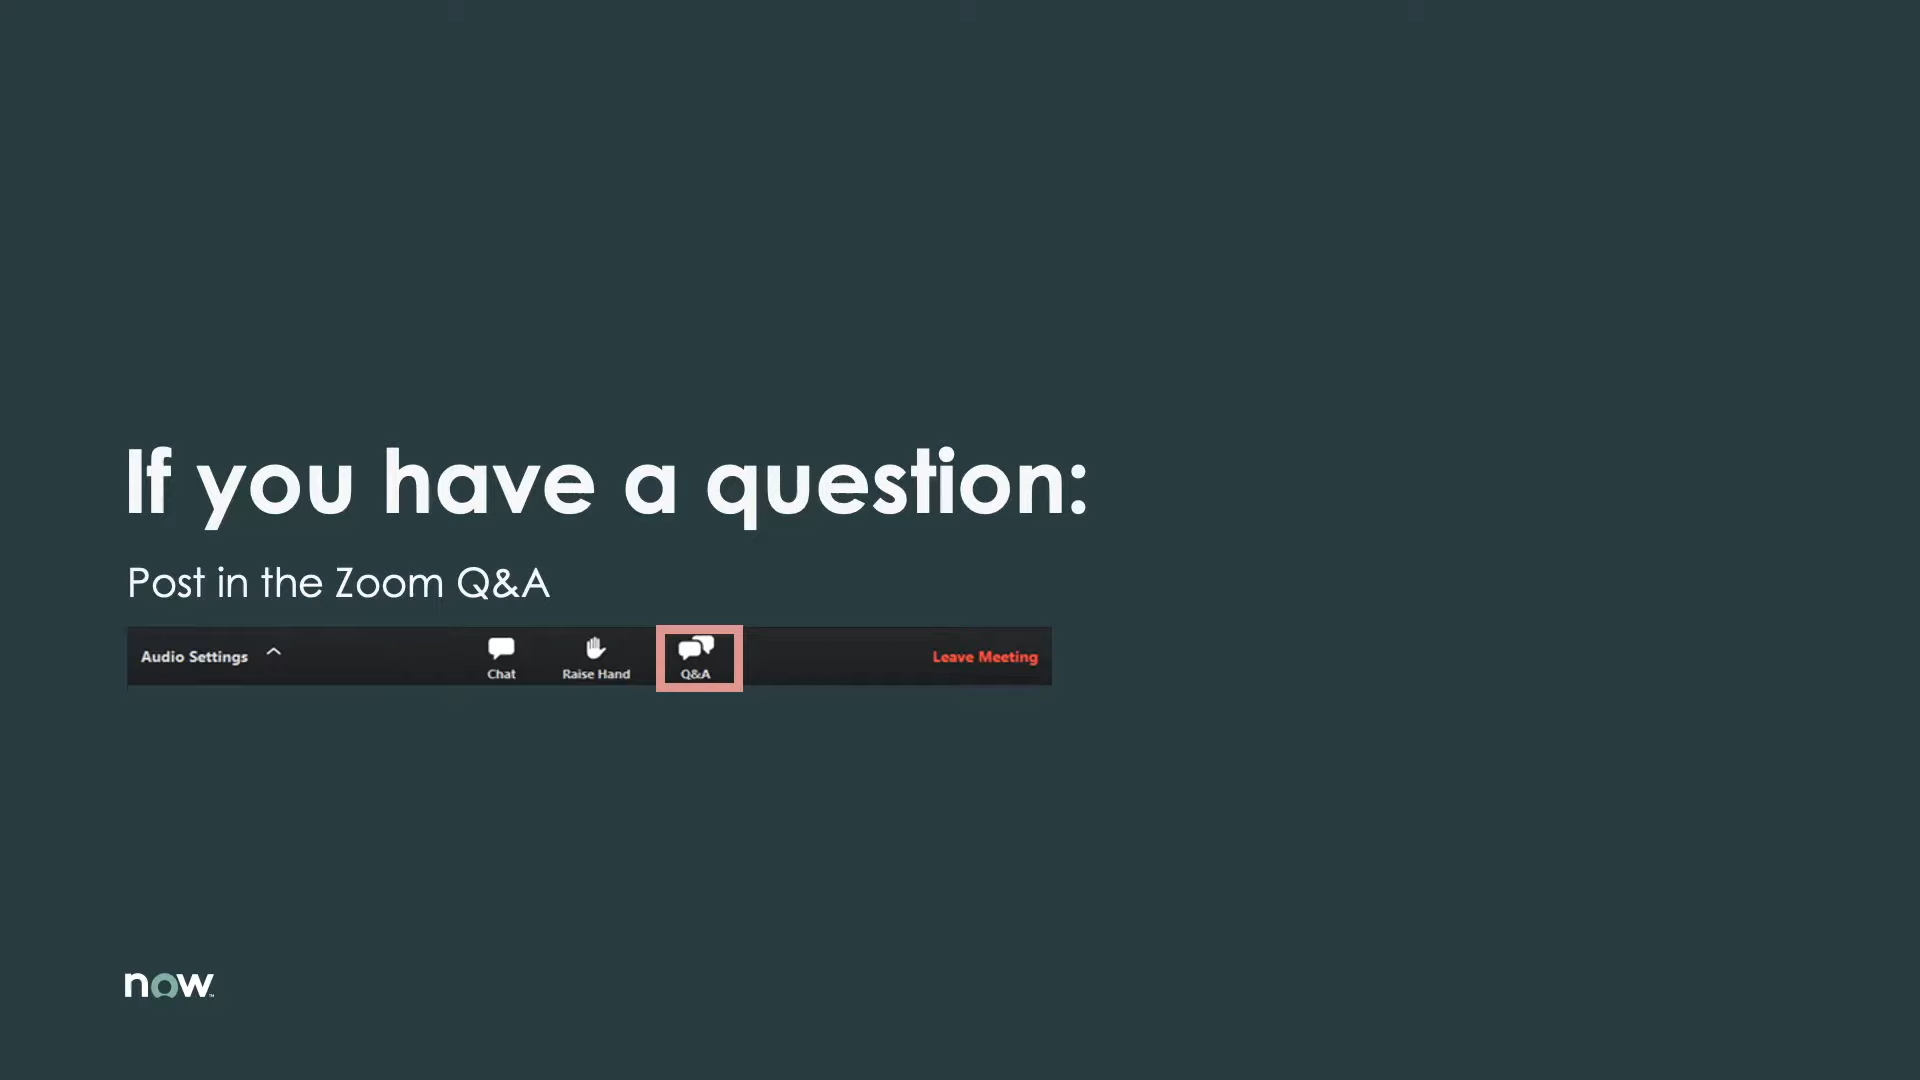 If you have a question:
Post in the Zoom Q&A
Audio Settings
Chat
Raise Hand
Q&A
Leave Meeting
now